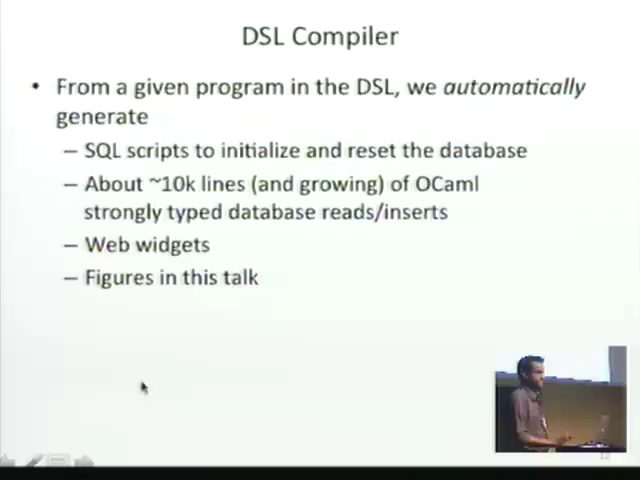 DSL Compiler
• From a given program in the DSL, we automatically
generate
– SQL scripts to initialize and reset the database
– About ~10k lines (and growing) of OCaml
strongly typed database reads/inserts
– Web widgets
– Figures in this talk